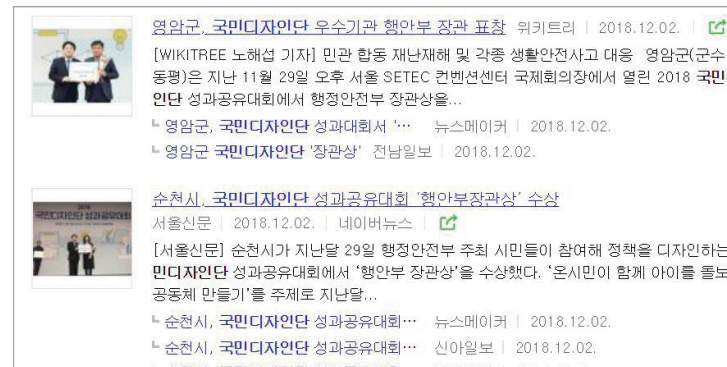 영암군, 국민디자인단 우수기관 행안부 장관 표창 위키트리 2018.12.02.
[WIKITREE 노해섭 기자] 민관 합동 재난재해 및 각종 생활안전사고 대응 영암군(군수
동평)은 지난 11월 29일 오후 서울 SETEC 컨벤션센터 국제회의장에서 열린 2018 국민
인단 성과공유대회에서 행정안전부 장관상을...
영암군, 국민디자인단 성과대회서 '… 뉴스메이커 2018.12.02.
영암군 국민디자인단 '장관상' 전남일보 2018.12.02.
순천시, 국민디자인단 성과공유대회 '행안부장관상' 수상
국민디자인단 성과공유대회
서울신문 2018.12.02. 네이버뉴스
[서울신문] 순천시가 지난달 29일 행정안전부 주최 시민들이 참여해 정책을 디자인하는
민디자인단 성과공유대회에서 '행안부 장관상'을 수상했다. '온시민이 함께 아이를 돌보
공동체 만들기'를 주제로 지난달...
순천시, 국민디자인단 성과공유대회… 뉴스메이커 2018.12.02.
순천시, 국민디자인단 성과공유대회… 신아일보 2018.12.02.